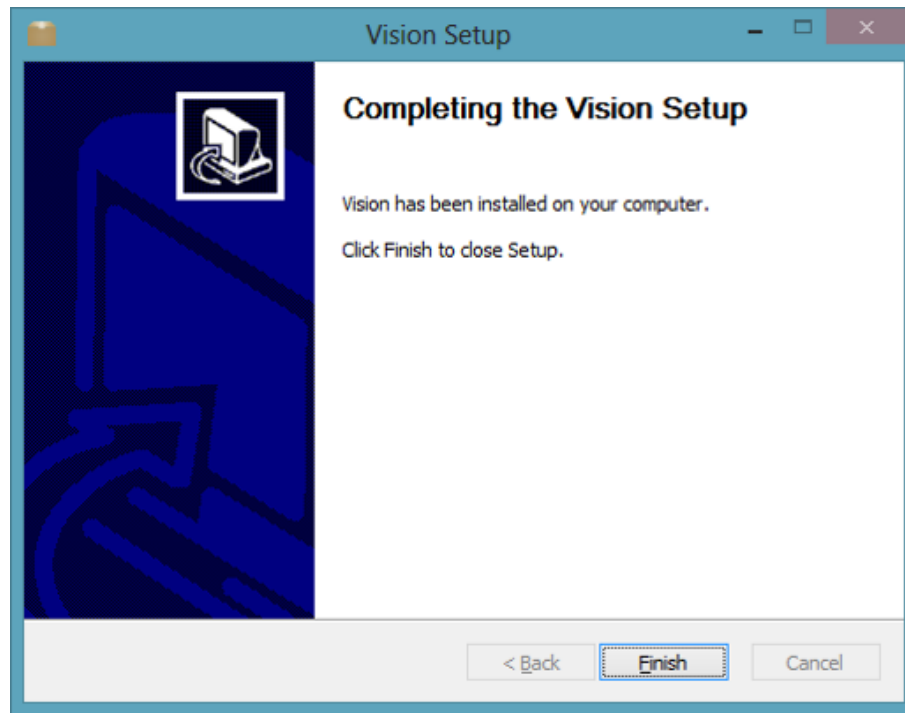 Vision Setup
Completing the Vision Setup
Vision has been installed on your computer.
Click Finish to close Setup.
< Back
Finish
Cancel